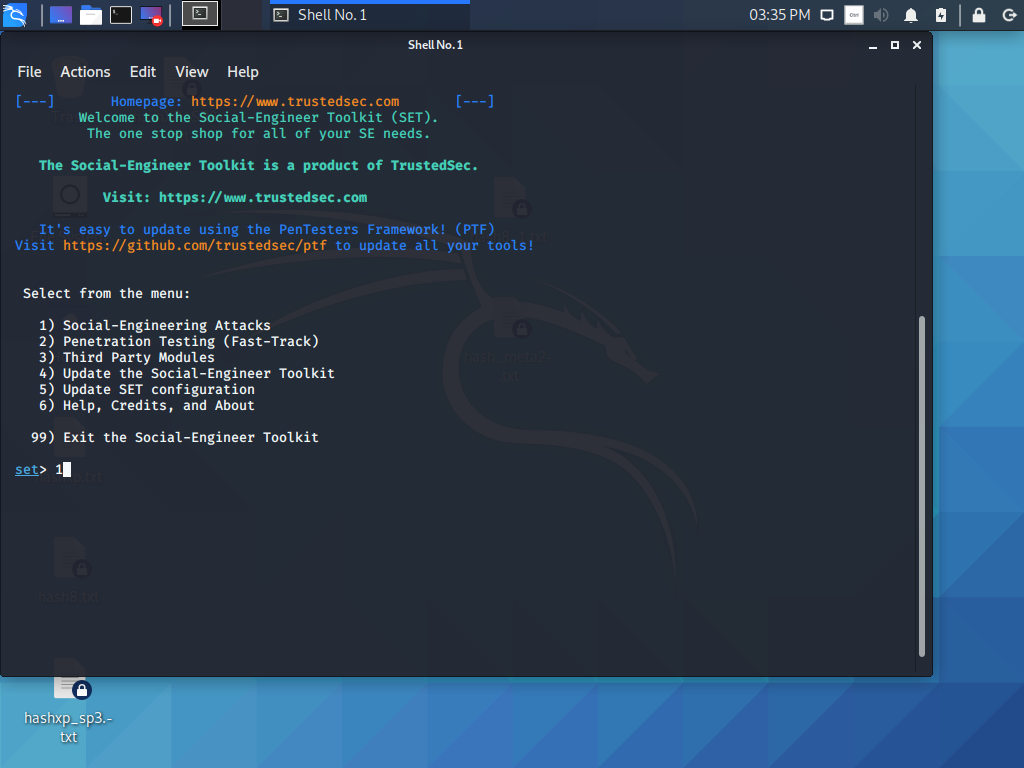 Shell No. 1
03:35 PM
Ctrl
Shell No.1
File Actions Edit View Help
[---] Homepage: https://www.trustedsec.com [---]
Welcome to the Social-Engineer Toolkit (SET).
The one stop shop for all of your SE needs.
The Social-Engineer Toolkit is a product of TrustedSec.
Visit: https://www.trustedsec.com
It's easy to update using the PenTesters Framework! (PTF)
Visit https://github.com/trustedsec/ptf to update all your tools!
Select from the menu:
1) Social-Engineering Attacks
2) Penetration Testing (Fast-Track)
3) Third Party Modules
4) Update the Social-Engineer Toolkit
5) Update SET configuration
6) Help, Credits, and About
99) Exit the Social-Engineer Toolkit
set> 1
hashxp_sp3.-
txt